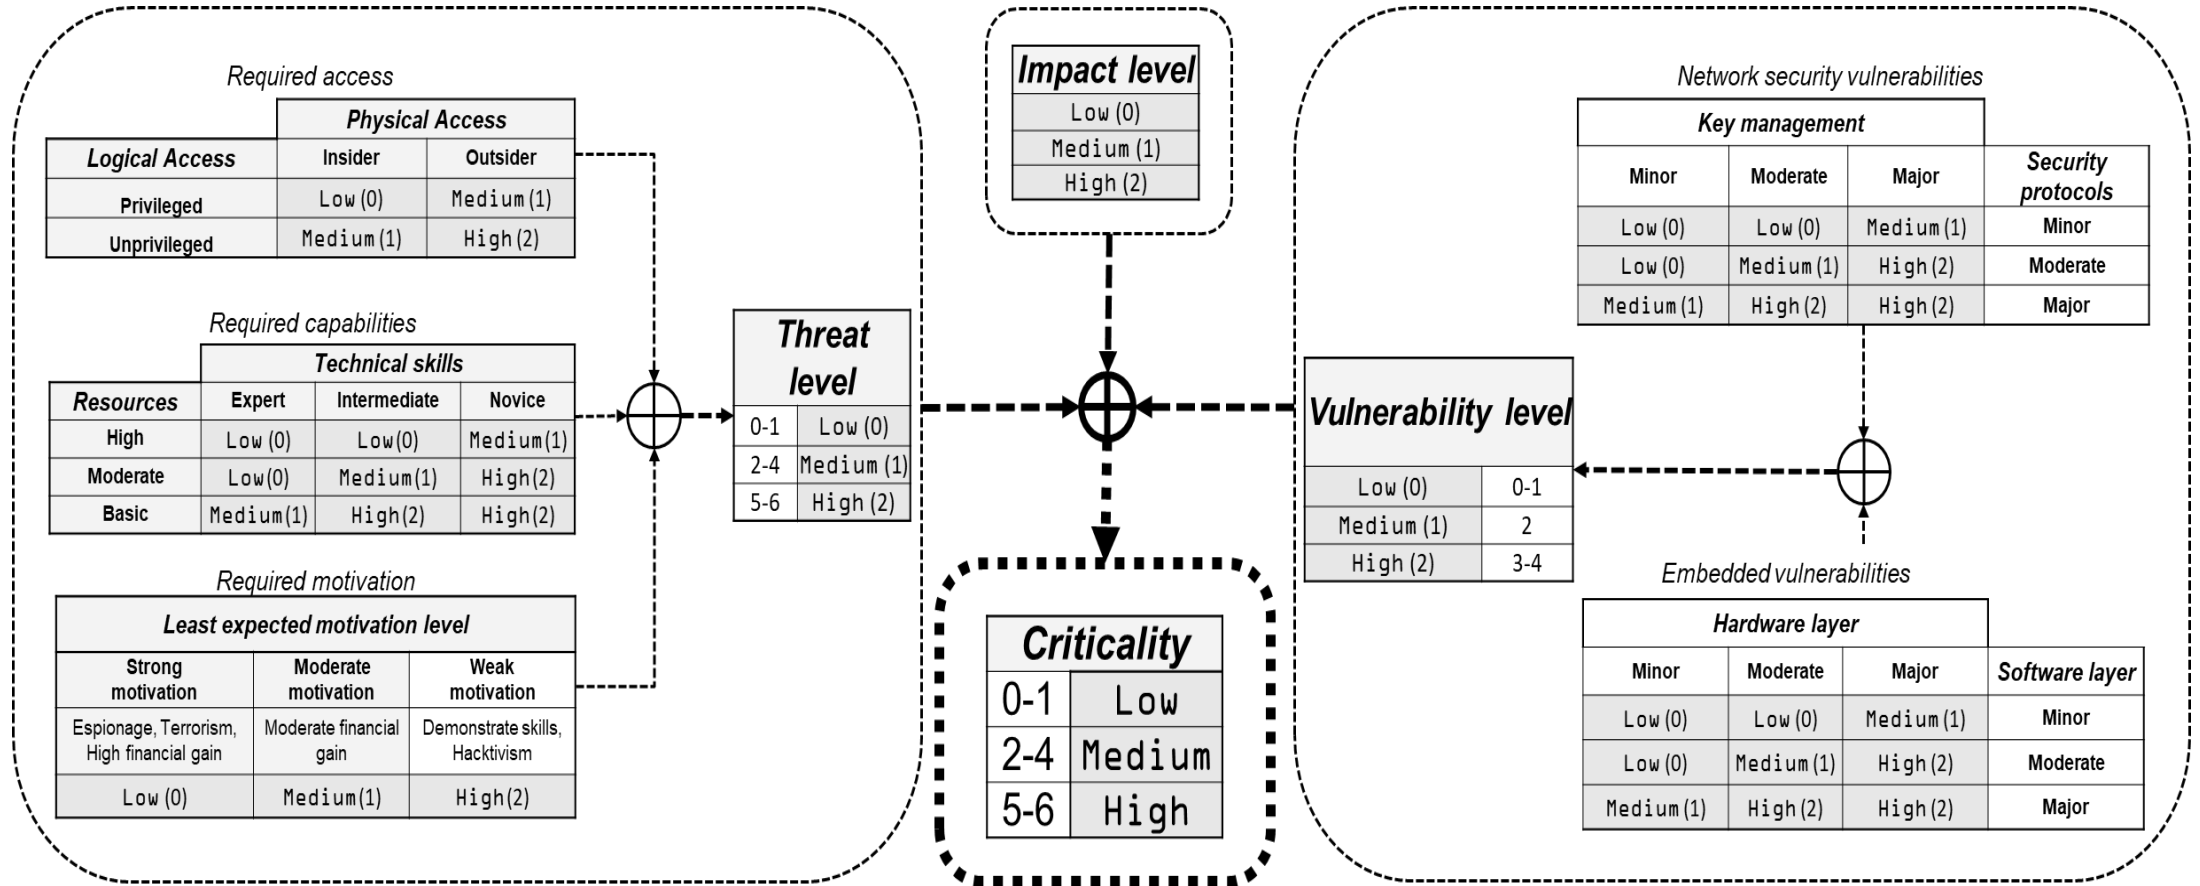 Required access
Physical Access
Logical Access Insider Outsider
Privileged Low (0) Medium (1)
Unprivileged Medium (1) High (2)
Required capabilities
Technical skills
Resources Expert Intermediate Novice
High Low (0) Low(0) Medium(1)
Moderate Low(0) Medium(1) High(2)
Basic Medium(1) High(2) High(2)
Required motivation
Least expected motivation level
Strong motivation Moderate motivation Weak motivation
Espionage, Terrorism, High financial gain Moderate financial gain Demonstrate skills, Hacktivism
Low (0) Medium(1) High(2)
Threat
level
0-1 Low (0)
2-4 Medium (1)
5-6 High (2)
Impact level
Low (0)
Medium (1)
High (2)
Criticality
0-1 Low
2-4 Medium
5-6 High
Vulnerability level
Low (0) 0-1
Medium (1) 2
High (2) 3-4
Network security vulnerabilities
Key management
Minor Moderate Major Security protocols
Low (0) Low (0) Medium (1) Minor
Low (0) Medium (1) High (2) Moderate
Medium (1) High (2) High (2) Major
Embedded vulnerabilities
Hardware layer
Minor Moderate Major Software layer
Low (0) Low (0) Medium (1) Minor
Low (0) Medium (1) High (2) Moderate
Medium (1) High (2) High (2) Major